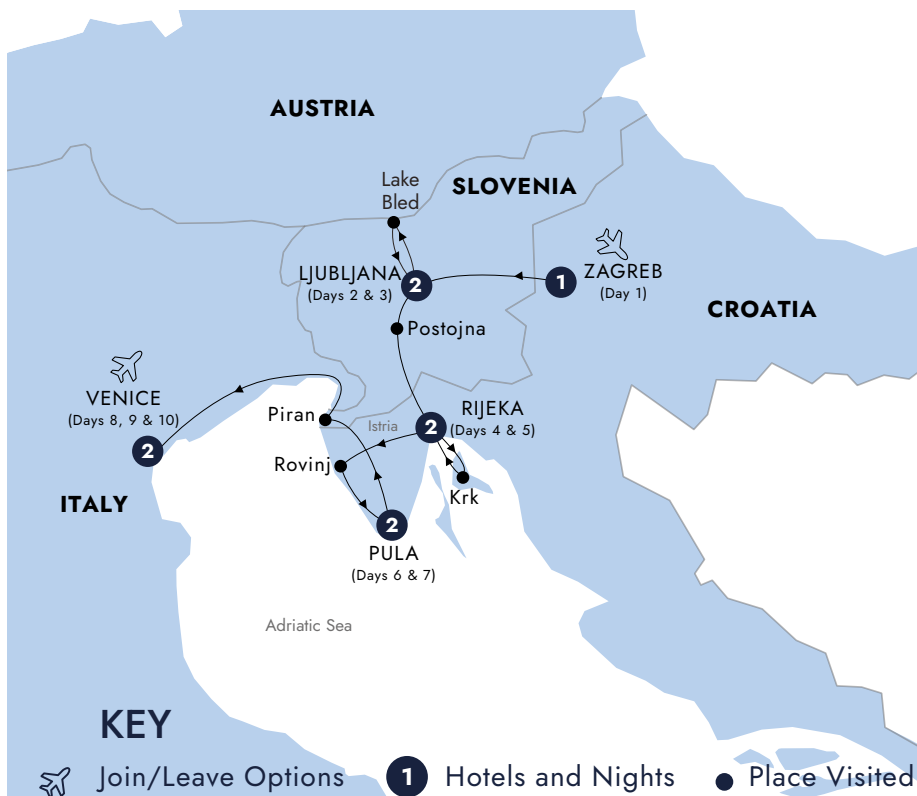 AUSTRIA
Lake
Bled
SLOVENIA
LJUBLJANA
(Days 2 & 3)
2
1
ZAGREB
(Day 1)
CROATIA
Postojna
VENICE
(Days 8, 9 & 10)
2
Piran
Istria
2
RIJEKA
(Days 4 & 5)
Rovinj
Krk
ITALY
2
PULA
(Days 6 & 7)
Adriatic Sea
KEY
Join/Leave Options
1 Hotels and Nights
Place Visited